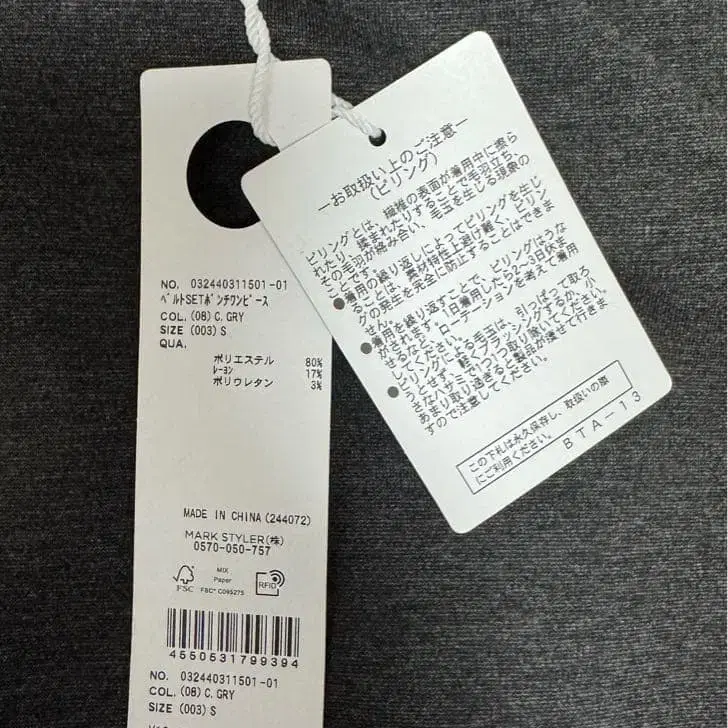 NO. 032440311501-01
ﾍﾞﾙﾄSETﾎﾟﾝﾁﾜﾝﾋﾟｰｽ
COL. (08) C. GRY
SIZE (003) S
QUA.
ポリエステル 80%
ﾚｰﾖﾝ 17%
ポリウレタン 3%
MADE IN CHINA (244072)
MARK STYLER(株)
0570-050-757
FSC
MIX
Paper
FSC® C095275
RFID
4550531799394
NO. 032440311501-01
COL. (08) C. GRY
SIZE (003) S
―お取扱い上のご注意―
(ピリング)
ピリングとは、繊維の表面が着用中に擦ら
れたり、揉まれたりすることで毛羽立ち、
その毛羽が絡み合い、毛玉を生じる現象の
ことです。
●着用の繰り返しによってピリングを生じ
ることは、素材特性上避け難く、ピリン
グの発生を完全に防止することはできま
せん。
●着用を繰り返すことで、ピリングはうな
がされます。1日着用したら2〜3日休ま
せるなど、ローテーションを考えて着用
してください。
●ピリングによる毛玉は、引っぱって取ろ
うとせず、軽くブラッシングするか、小
さなハサミで1つ1つ取り除いてください。
あまり取り過ぎると製品が痩せて行きま
すので注意してください。
この下札は永久保存し、取扱いの際
にご利用ください。
BTA-13